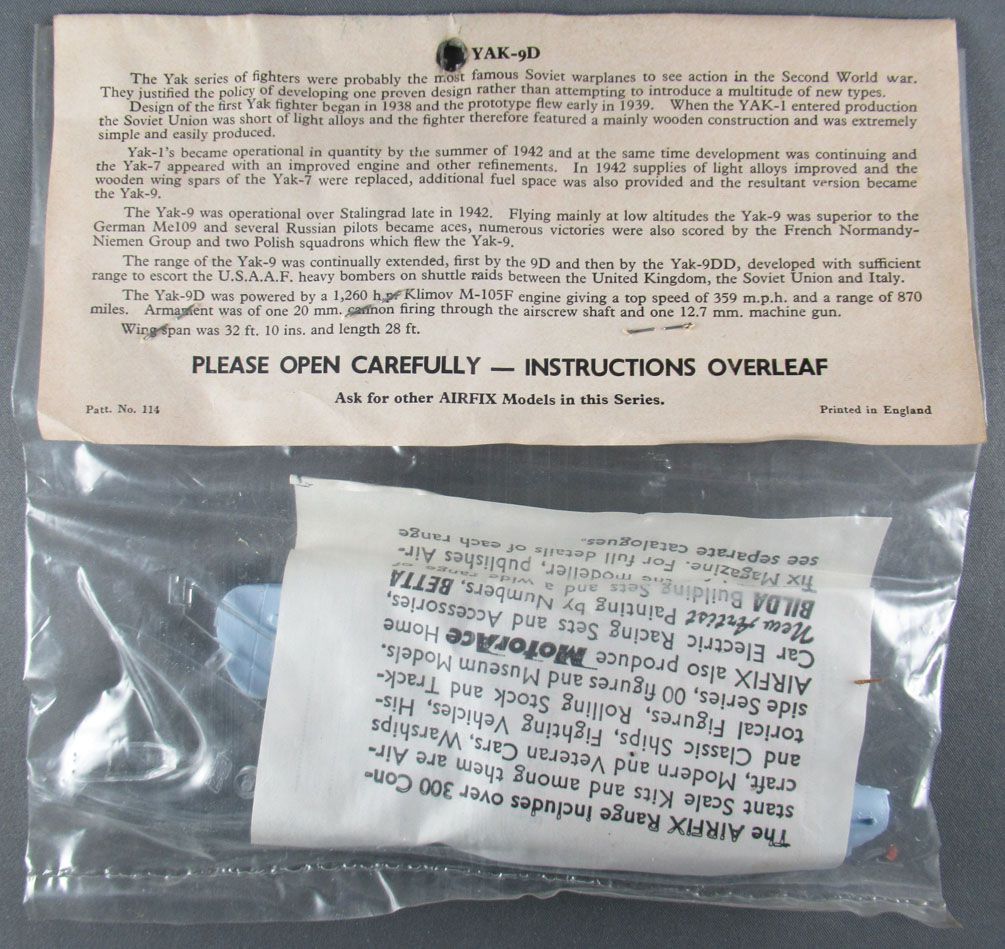 YAK-9D
The Yak series of fighters were probably the most famous Soviet warplanes to see action in the Second World war.
They justified the policy of developing one proven design rather than attempting to introduce a multitude of new types.
Design of the first Yak fighter began in 1938 and the prototype flew early in 1939. When the YAK-1 entered production
the Soviet Union was short of light alloys and the fighter therefore featured a mainly wooden construction and was extremely
simple and easily produced.
Yak-1's became operational in quantity by the summer of 1942 and at the same time development was continuing and
the Yak-7 appeared with an improved engine and other refinements. In 1942 supplies of light alloys improved and the
wooden wing spars of the Yak-7 were replaced, additional fuel space was also provided and the resultant version became
the Yak-9.
The Yak-9 was operational over Stalingrad late in 1942. Flying mainly at low altitudes the Yak-9 was superior to the
German Me109 and several Russian pilots became aces, numerous victories were also scored by the French Normandy-
Niemen Group and two Polish squadrons which flew the Yak-9.
The range of the Yak-9 was continually extended, first by the 9D and then by the Yak-9DD, developed with sufficient
range to escort the U.S.A.A.F. heavy bombers on shuttle raids between the United Kingdom, the Soviet Union and Italy.
The Yak-9D was powered by a 1,260 h.p. Klimov M-105F engine giving a top speed of 359 m.p.h. and a range of 870
miles. Armament was of one 20 mm. cannon firing through the airscrew shaft and one 12.7 mm. machine gun.
Wing span was 32 ft. 10 ins. and length 28 ft.
PLEASE OPEN CAREFULLY — INSTRUCTIONS OVERLEAF
Ask for other AIRFIX Models in this Series.
Patt. No. 114
Printed in England
The AIRFIX Range includes over 300 Con-
stant Scale Kits and among them are Air-
craft, Modern and Veteran Cars, Warships
and Classic Ships, Fighting Vehicles, His-
torical Figures, Rolling Stock and Track-
side Series, 00 figures and Museum Models.
AIRFIX also produce MOTORACE Home
Car Electric Racing Sets and Accessories,
New Artist Painting by Numbers, BETTA
BILDA Building Sets and a wide range of
the modeller, publishes Air-
fix Magazine. For full details of each range
see separate catalogues.